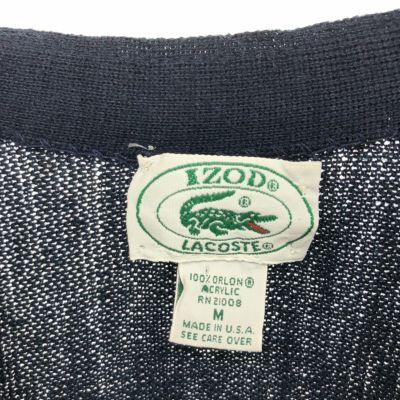 IZOD®
®
LACOSTE®
100% ORLON®
ACRYLIC
RN 21008
M
MADE IN U.S.A.
SEE CARE OVER